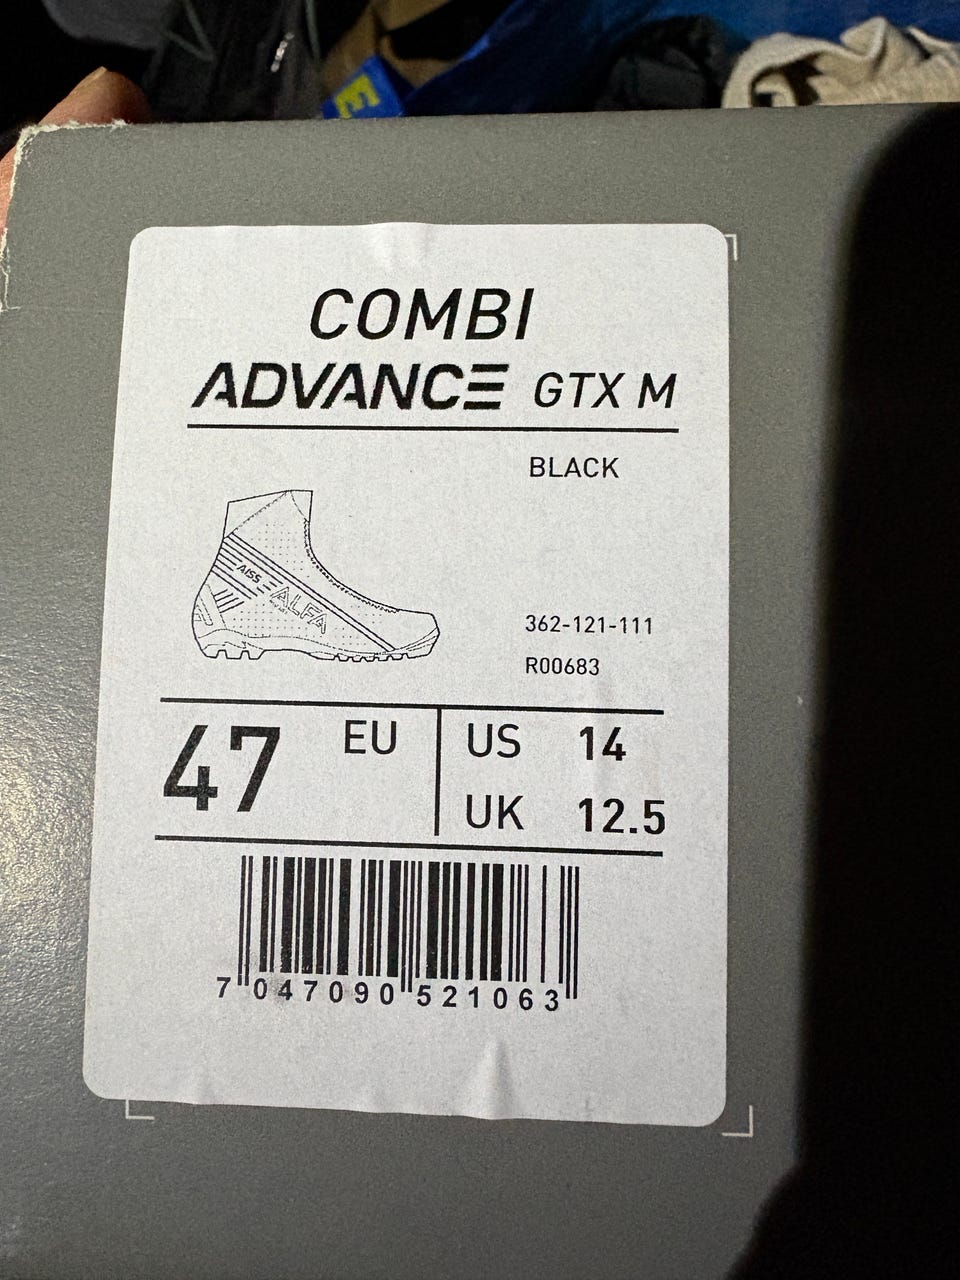 E
COMBI
ADVANCE GTX M
BLACK
AISS
ALFA
362-121-111
R00683
47 EU
US 14
UK 12.5
7 047090 521063